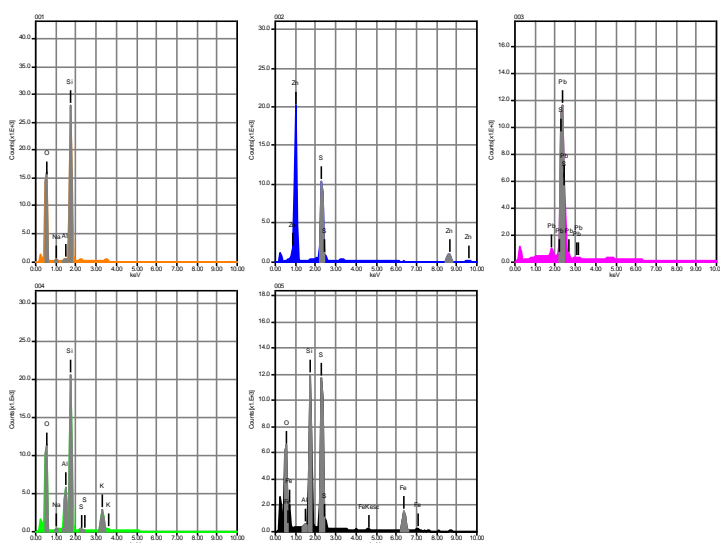 001
Counts[x1.E+3]
40.0
35.0
30.0
25.0
20.0
15.0
10.0
5.0
0.0
Si
O
Na Al
0.00 1.00 2.00 3.00 4.00 5.00 6.00 7.00 8.00 9.00 10.00
keV
002
Counts[x1.E+3]
30.0
25.0
20.0
15.0
10.0
5.0
0.0
Zn
S
Zn S Zn Zn
0.00 1.00 2.00 3.00 4.00 5.00 6.00 7.00 8.00 9.00 10.00
keV
003
Counts[x1.E+3]
16.0
14.0
12.0
10.0
8.0
6.0
4.0
2.0
0.0
Pb
S
Pb
S
Pb Pb Pb Pb
Pb
0.00 1.00 2.00 3.00 4.00 5.00 6.00 7.00 8.00 9.00 10.00
keV
004
Counts[x1.E+3]
30.0
25.0
20.0
15.0
10.0
5.0
0.0
Si
O
Al
K
Na S S K
0.00 1.00 2.00 3.00 4.00 5.00 6.00 7.00 8.00 9.00 10.00
005
Counts[x1.E+3]
18.0
16.0
14.0
12.0
10.0
8.0
6.0
4.0
2.0
0.0
Si S
O
Fe Fe
Al S FeKesc Fe
0.00 1.00 2.00 3.00 4.00 5.00 6.00 7.00 8.00 9.00 10.00